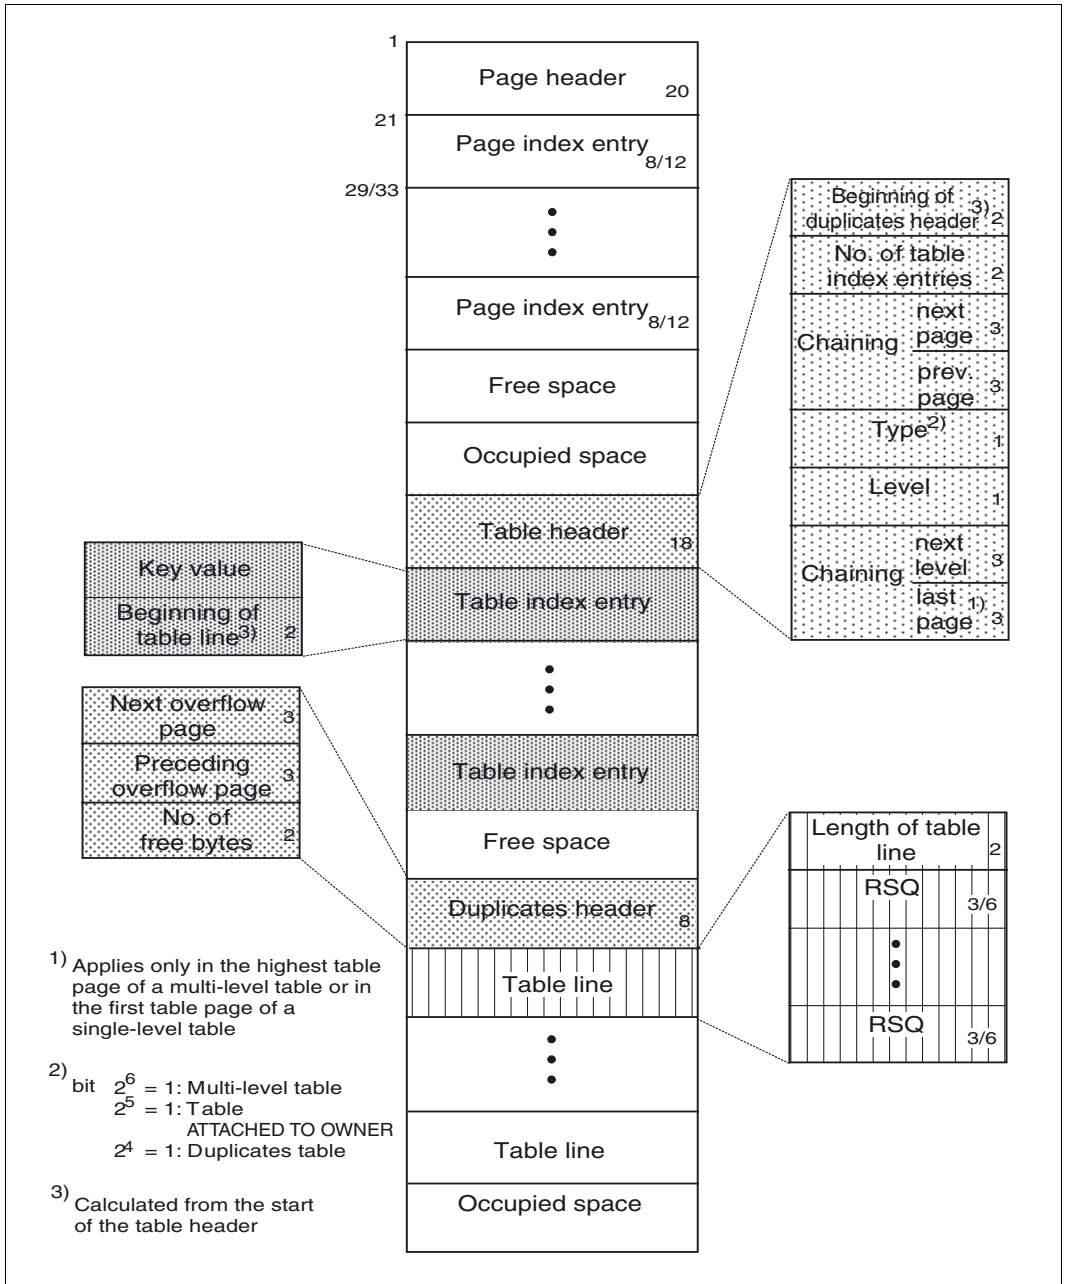 1
Page header
20
21
Page index entry
8/12
29/33
Page index entry
8/12
Free space
Occupied space
Table header
18
Table index entry
Table index entry
Free space
Duplicates header
8
Table line
Table line
Occupied space
Beginning of
duplicates header 3)
2
No. of table
index entries
2
Chaining
next
page
3
prev.
page
3
Type2)
1
Level
1
Chaining
next
level
3
last 1)
page
3
Key value
Beginning of
table line3)
2
Next overflow
page
3
Preceding
overflow page
3
No. of
free bytes
2
Length of table
line
2
RSQ
3/6
RSQ
3/6
1) Applies only in the highest table
page of a multi-level table or in
the first table page of a
single-level table
2) bit 2^6 = 1: Multi-level table
2^5 = 1: Table
ATTACHED TO OWNER
2^4 = 1: Duplicates table
3) Calculated from the start
of the table header